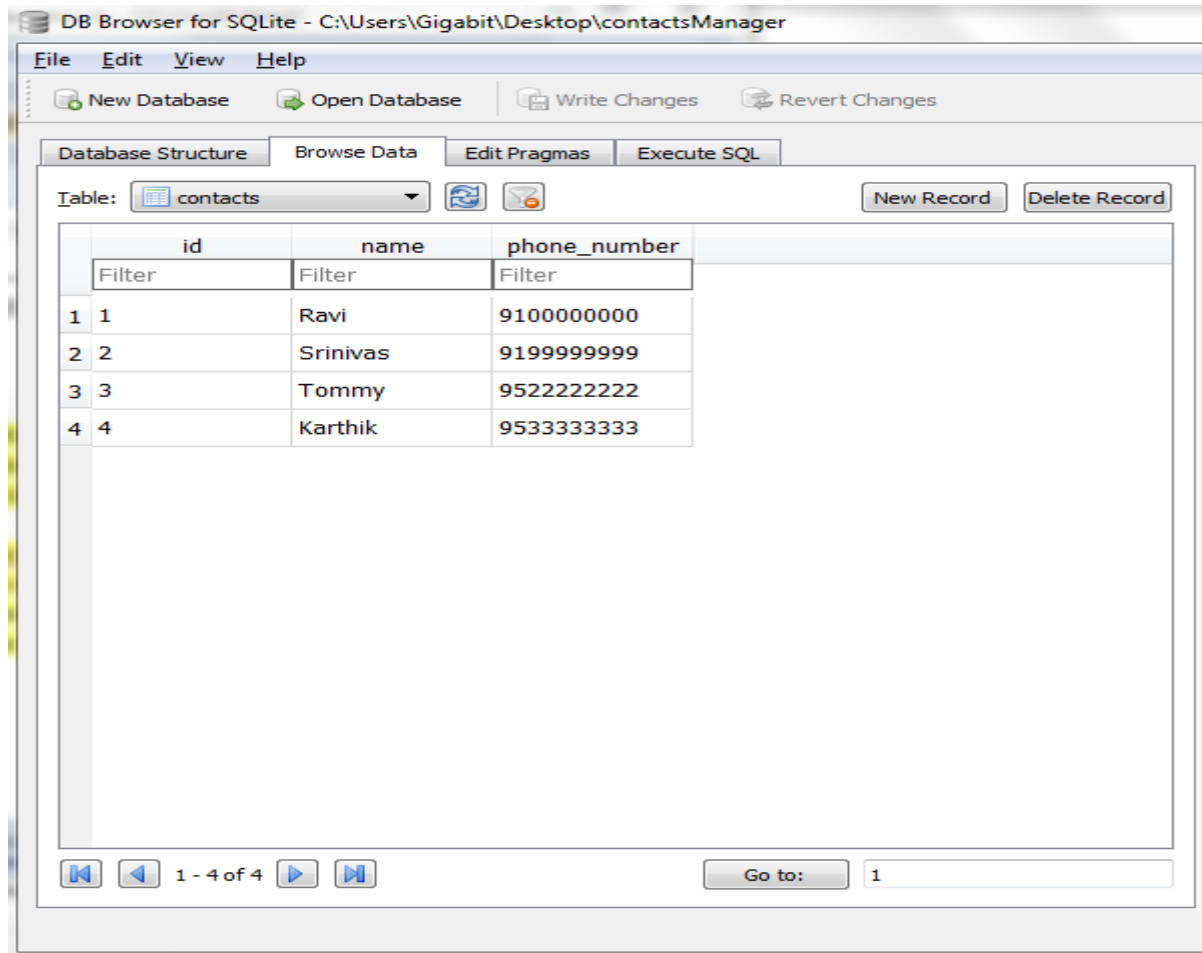 DB Browser for SQLite - C:\Users\Gigabit\Desktop\contactsManager
File Edit View Help
New Database Open Database Write Changes Revert Changes
Database Structure Browse Data Edit Pragmas Execute SQL
Table: contacts New Record Delete Record
id name phone_number
Filter Filter Filter
1 1 Ravi 9100000000
2 2 Srinivas 9199999999
3 3 Tommy 9522222222
4 4 Karthik 9533333333
1 - 4 of 4 Go to: 1